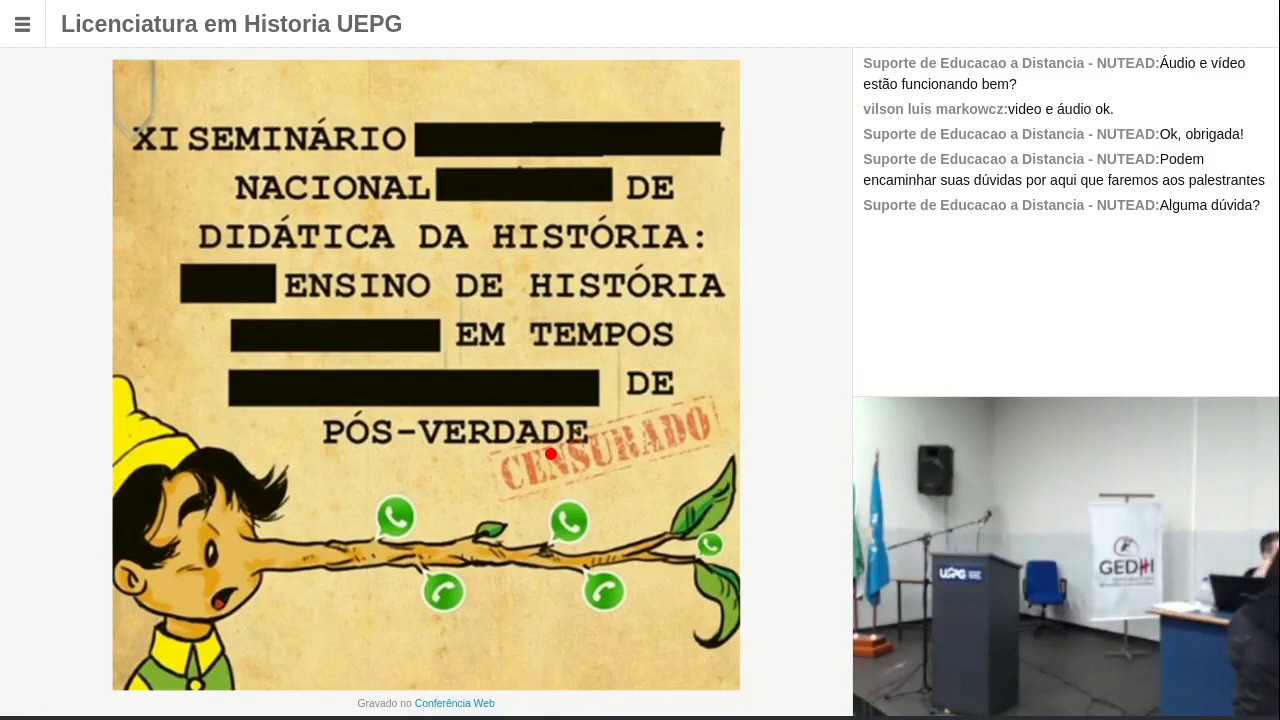 Licenciatura em Historia UEPG
XI SEMINÁRIO
NACIONAL DE
DIDÁTICA DA HISTÓRIA:
ENSINO DE HISTÓRIA
EM TEMPOS
DE
PÓS-VERDADE
CENSURADO
Gravado no Conferência Web
Suporte de Educacao a Distancia - NUTEAD:Áudio e vídeo
estão funcionando bem?
vilson luis markowcz:video e áudio ok.
Suporte de Educacao a Distancia - NUTEAD:Ok, obrigada!
Suporte de Educacao a Distancia - NUTEAD:Podem
encaminhar suas dúvidas por aqui que faremos aos palestrantes
Suporte de Educacao a Distancia - NUTEAD:Alguma dúvida?
UEPG
GEDHI